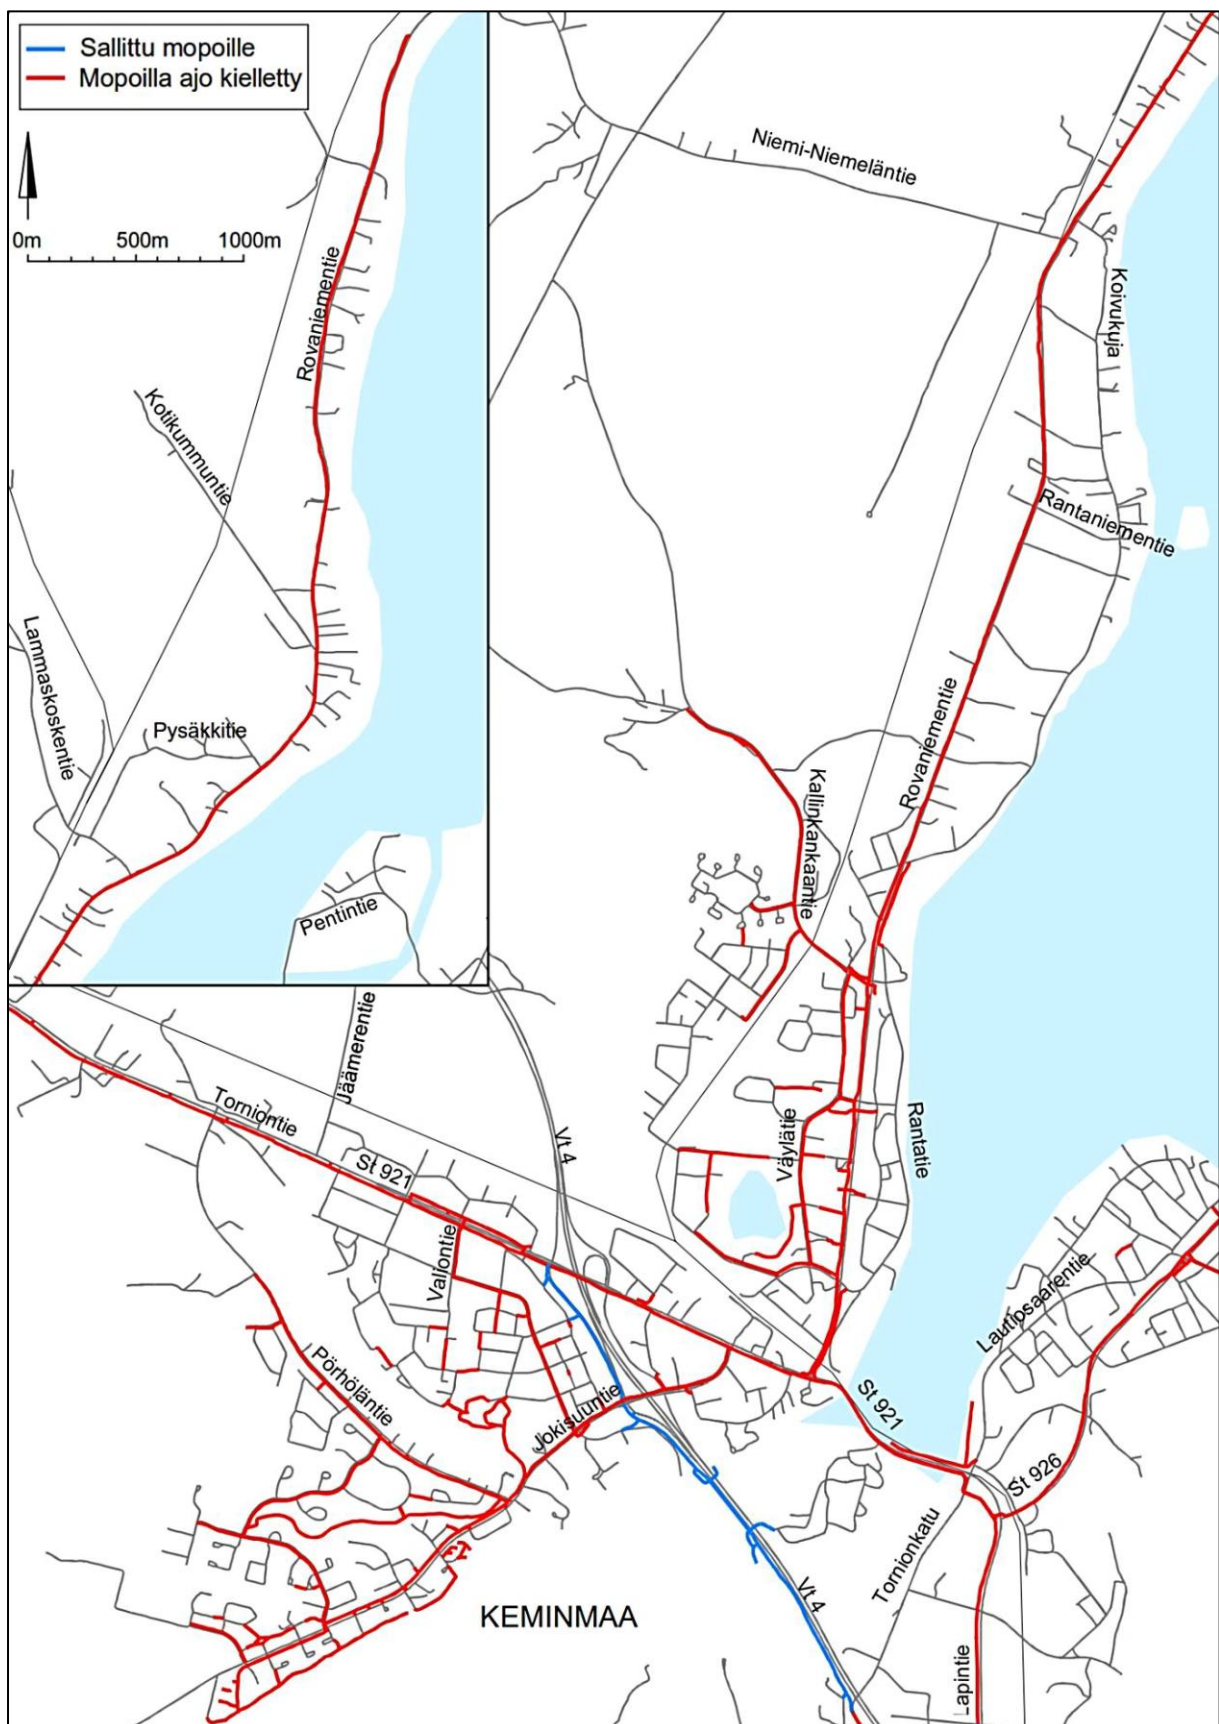 Sallittu mopoille
Mopoilla ajo kielletty
0m 500m 1000m
Niemi-Niemeläntie
Koivukuja
Rovaniementie
Kotikummuntie
Rantaniementie
Lammaskoskentie
Pysäkkitie
Rovaniementie
Kallinkankaantie
Pentintie
Jäämerentie
Torniontie
Vt 4
St 921
Väylätie
Rantatie
Valiontie
Lautiosaarentie
Pörhöläntie
Jokisuuntie
St 921
St 926
Tornionkatu
Vt 4
KEMINMAA
Lapintie